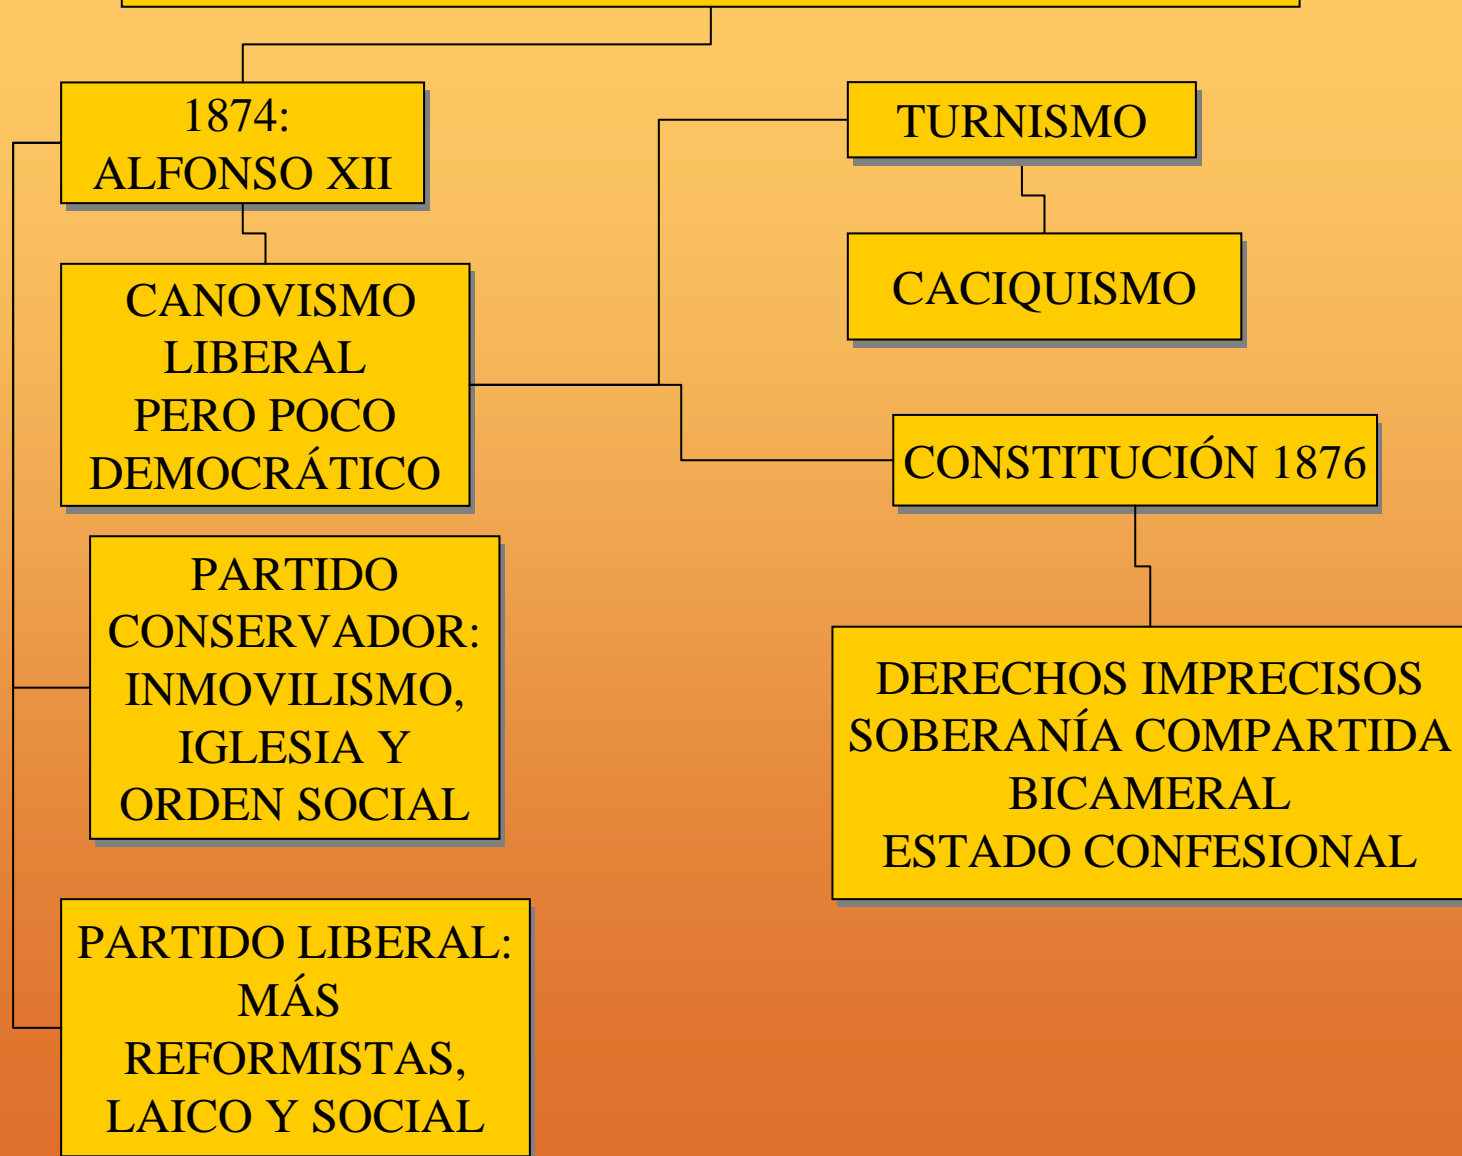 1874:
ALFONSO XII
CANOVISMO
LIBERAL
PERO POCO
DEMOCRÁTICO
PARTIDO
CONSERVADOR:
INMOVILISMO,
IGLESIA Y
ORDEN SOCIAL
PARTIDO LIBERAL:
MÁS
REFORMISTAS,
LAICO Y SOCIAL
TURNISMO
CACIQUISMO
CONSTITUCIÓN 1876
DERECHOS IMPRECISOS
SOBERANÍA COMPARTIDA
BICAMERAL
ESTADO CONFESIONAL